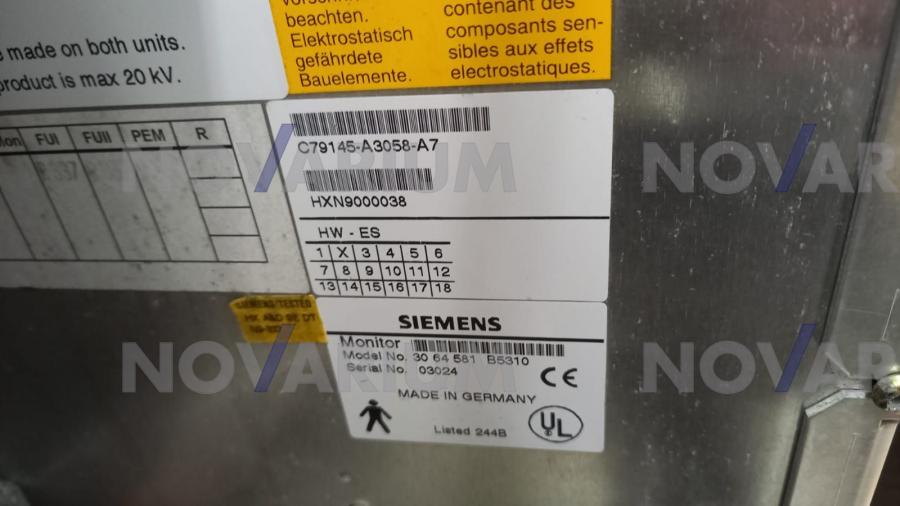 beachten.
Elektrostatisch
gefährdete
Bauelemente.
contenant des
composants sen-
sibles aux effets
electrostatiques.
made on both units.
product is max 20 kV.
FUI FUII PEM R
C79145-A3058-A7
HXN9000038
HW - ES
1 X 3 4 5 6
7 8 9 10 11 12
13 14 15 16 17 18
SIEMENS
Monitor
Model No. 30 64 581 B5310
Serial No. 03024
CE
MADE IN GERMANY
Listed 244B
UL
NOVARIUM
NOVAR
NOVARIUM
NOVAR